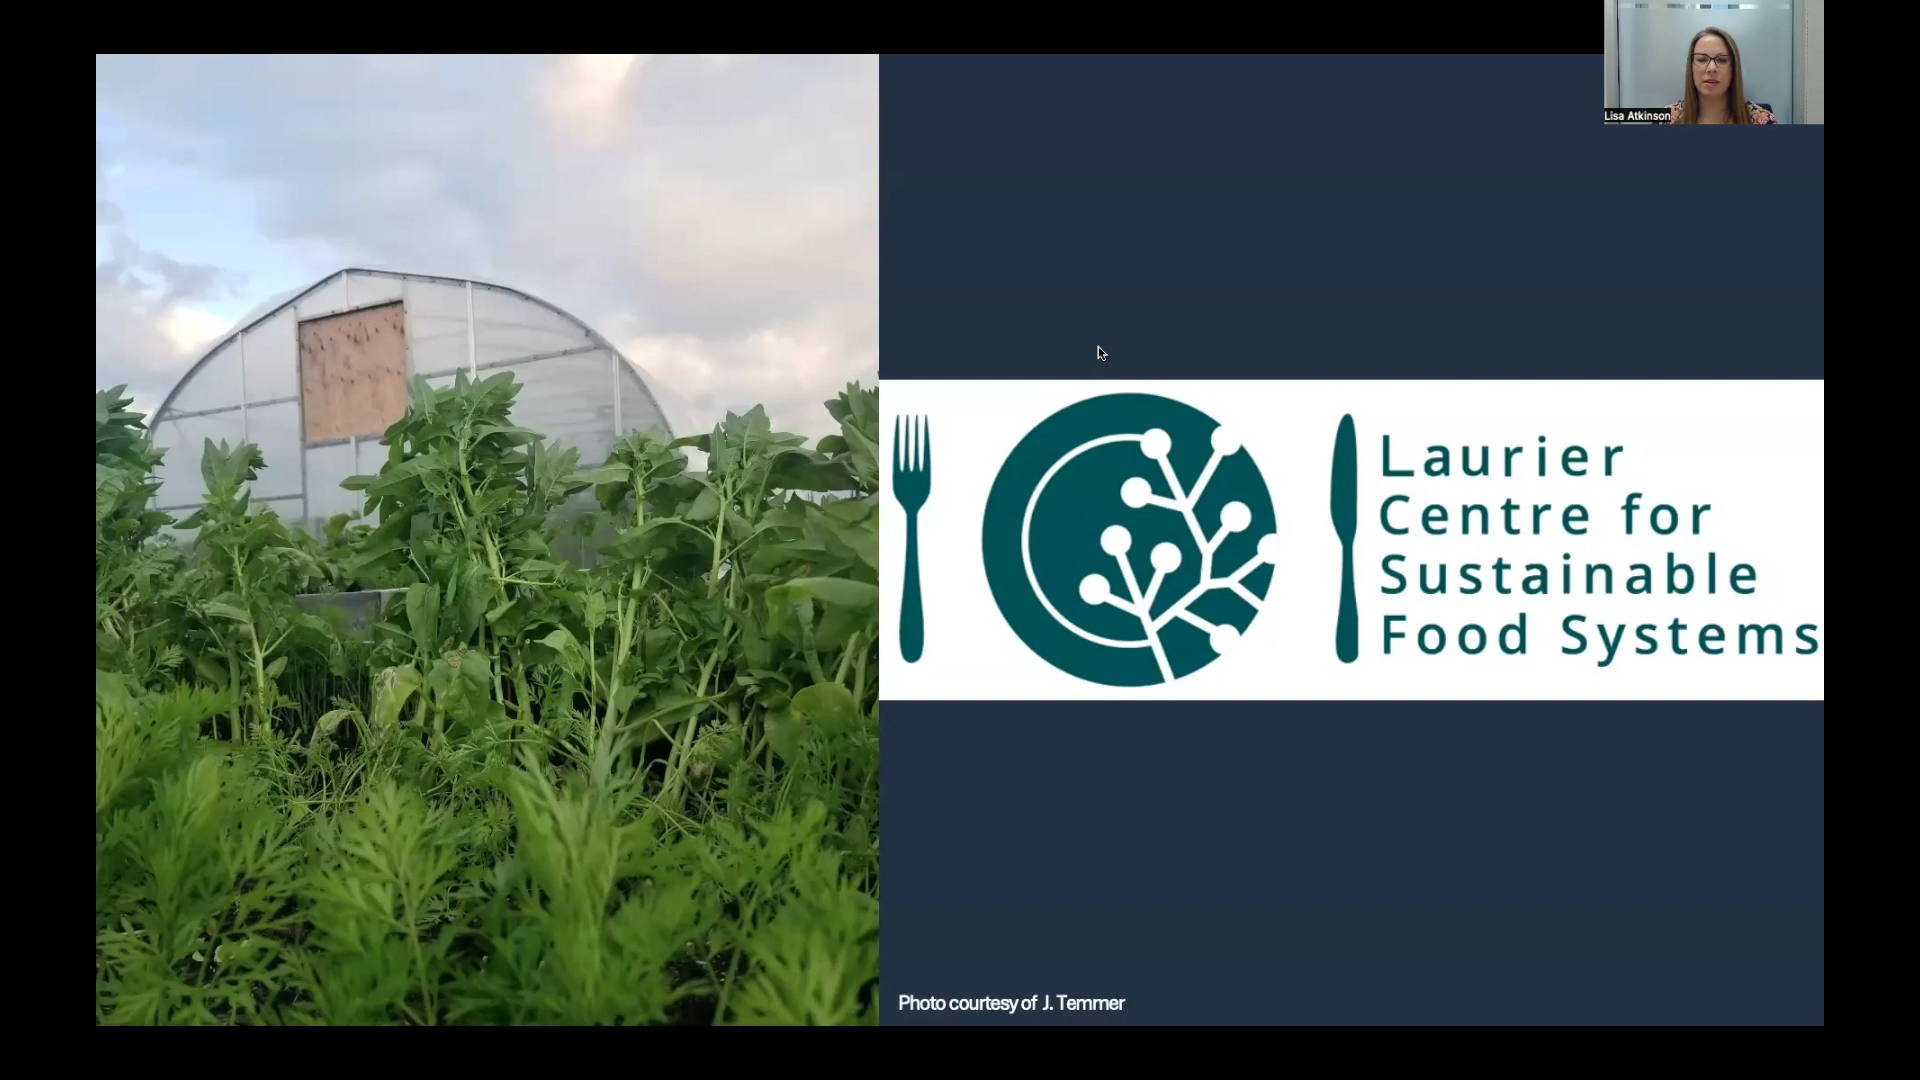 Lisa Atkinson
Laurier
Centre for
Sustainable
Food Systems
Photo courtesy of J. Temmer